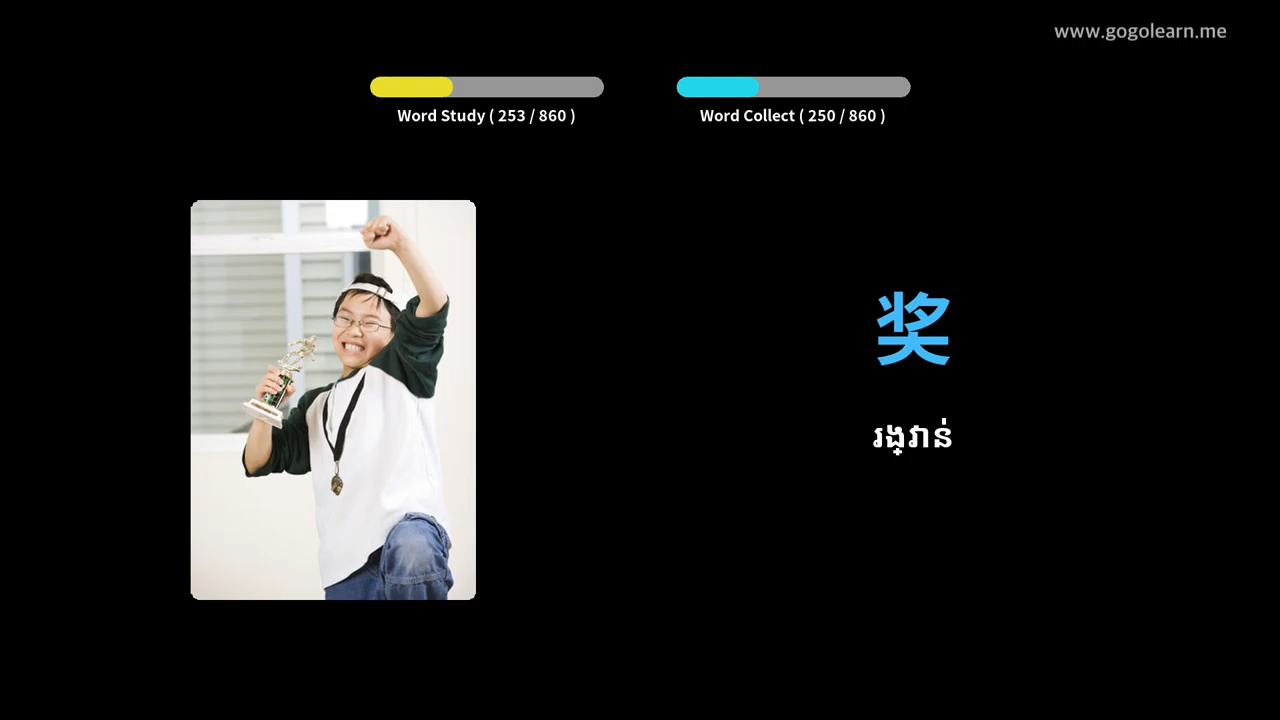 www.gogolearn.me
Word Study ( 253 / 860 )
Word Collect ( 250 / 860 )
奖
រង្វាន់